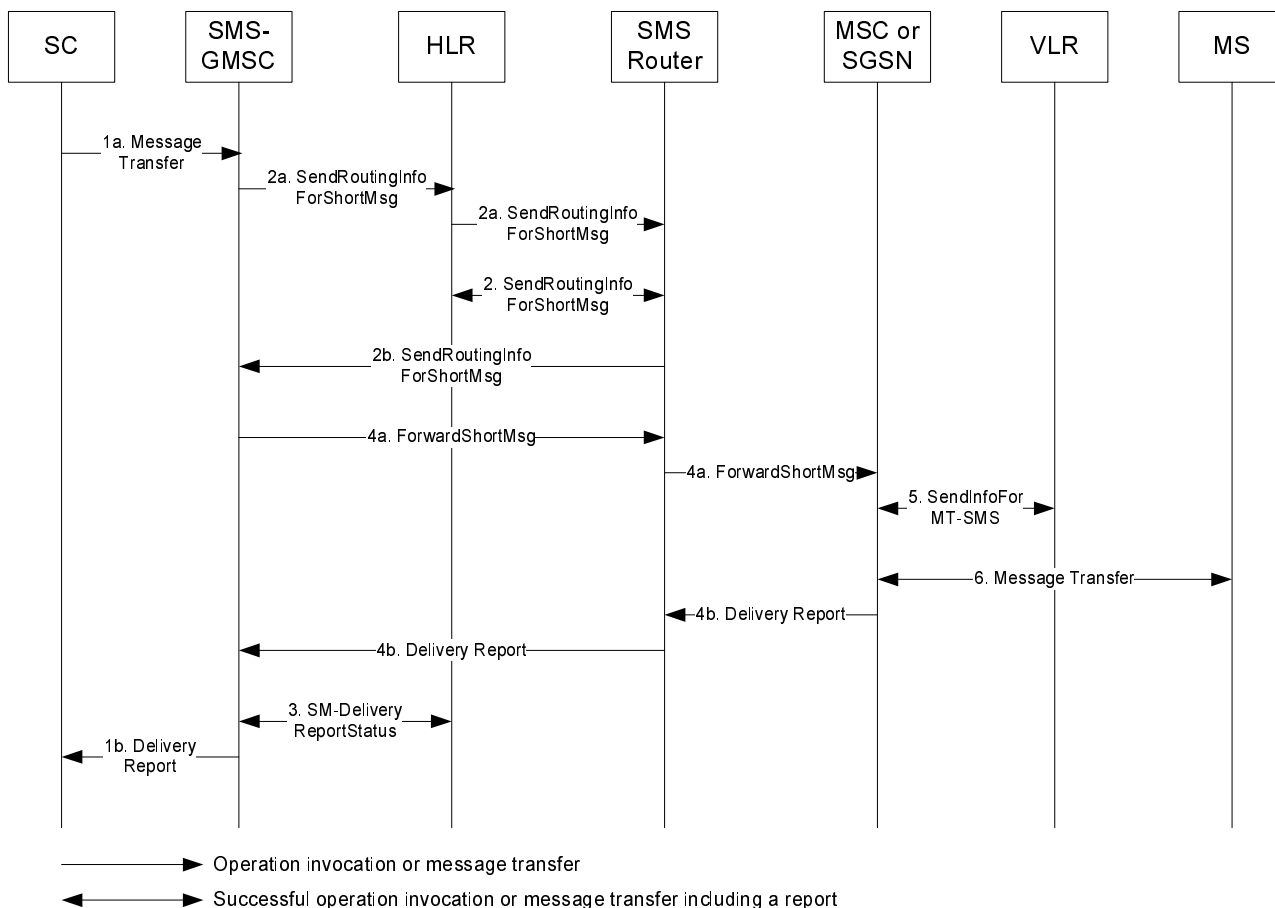 SC
SMS-
GMSC
HLR
SMS
Router
MSC or
SGSN
VLR
MS
1a. Message
Transfer
2a. SendRoutingInfo
ForShortMsg
2a. SendRoutingInfo
ForShortMsg
2. SendRoutingInfo
ForShortMsg
2b. SendRoutingInfo
ForShortMsg
4a. ForwardShortMsg
4a. ForwardShortMsg
5. SendInfoFor
MT-SMS
6. Message Transfer
4b. Delivery Report
4b. Delivery Report
3. SM-Delivery
ReportStatus
1b. Delivery
Report
Operation invocation or message transfer
Successful operation invocation or message transfer including a report